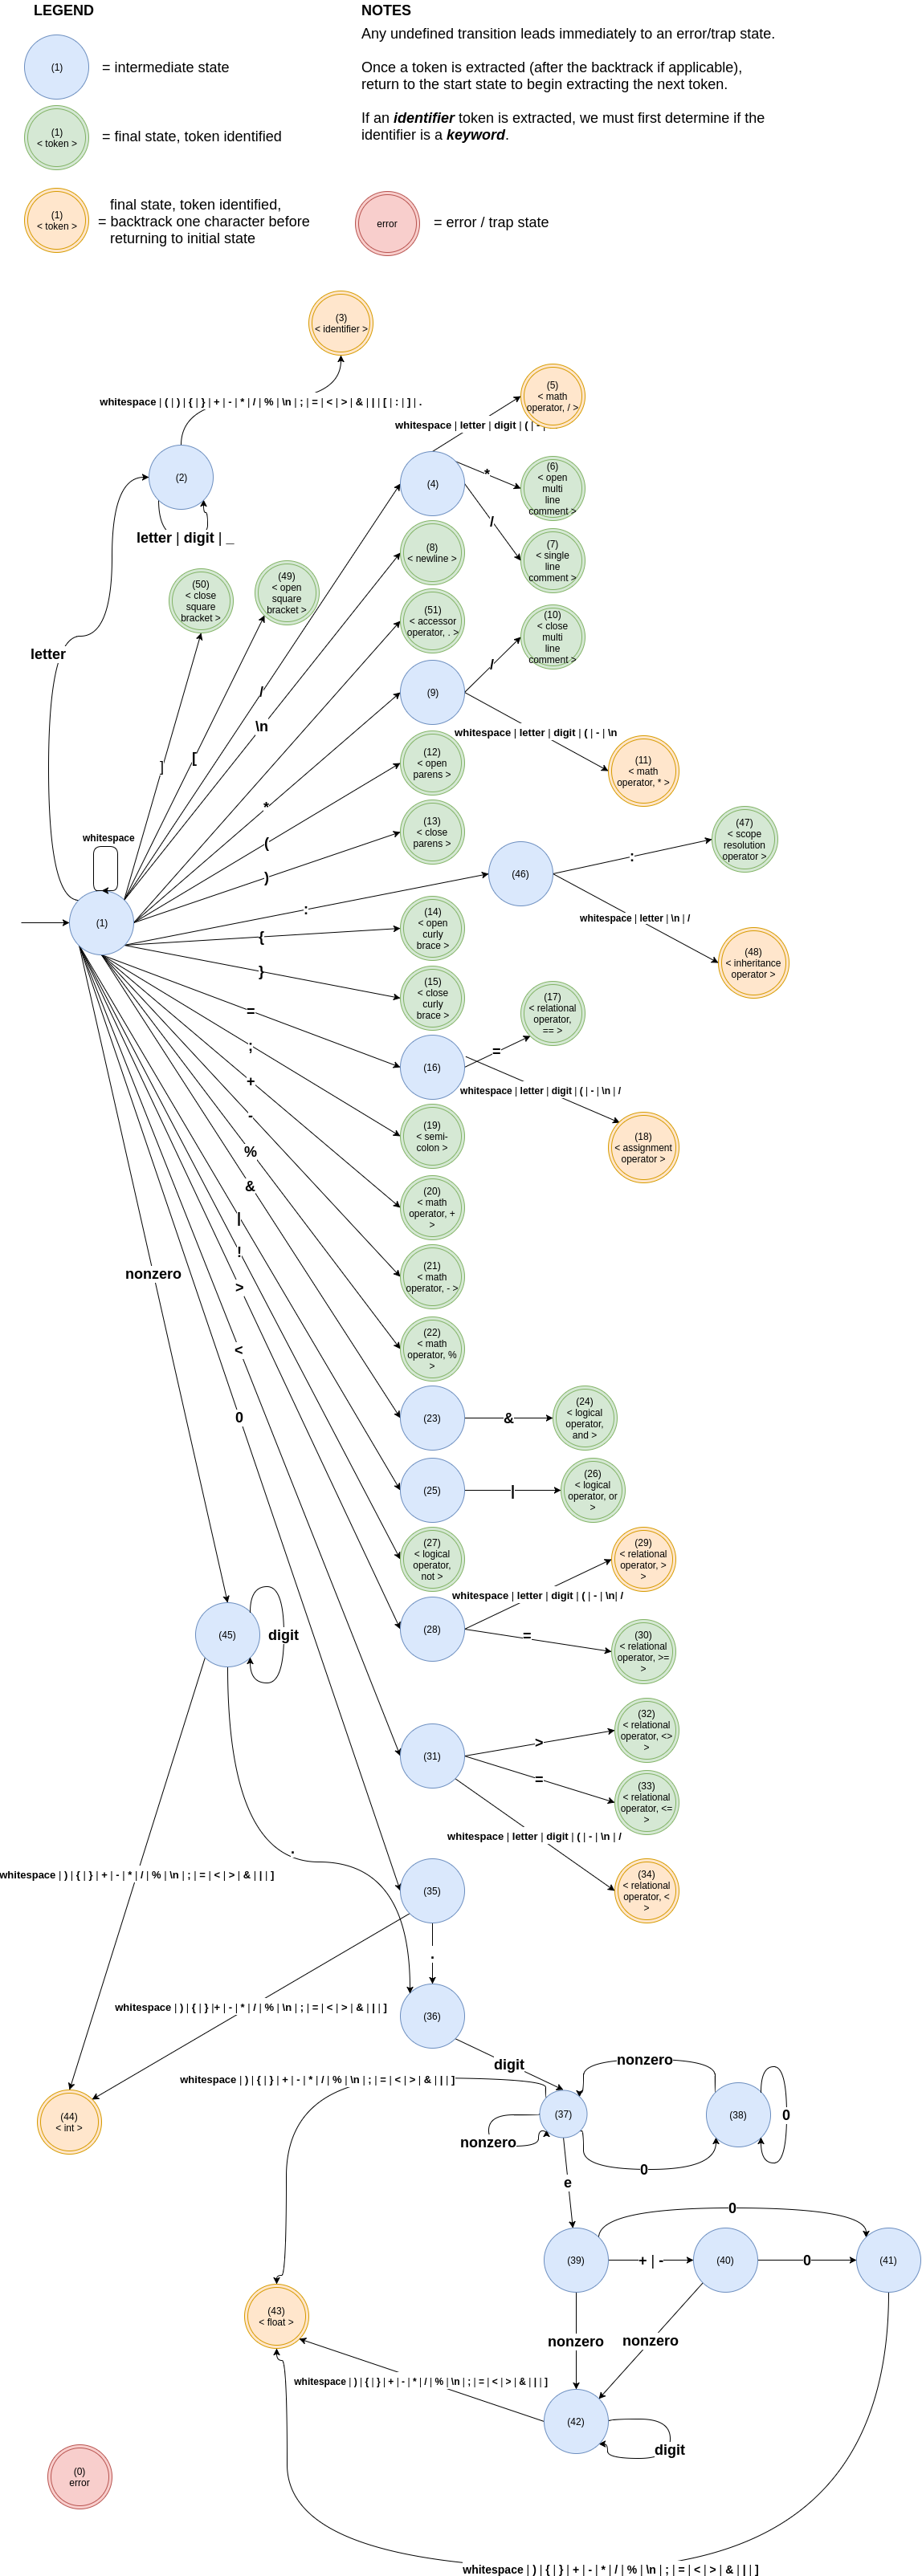 LEGEND
NOTES
(1)
= intermediate state
Any undefined transition leads immediately to an error/trap state.
Once a token is extracted (after the backtrack if applicable),
return to the start state to begin extracting the next token.
(1)
< token >
= final state, token identified
If an identifier token is extracted, we must first determine if the
identifier is a keyword.
(1)
< token >
final state, token identified,
= backtrack one character before
returning to initial state
error
= error / trap state
(3)
< identifier >
whitespace | ( | ) | { | } | + | - | * | / | % | \n | ; | = | < | > | & | | | [ | : | ] | .
(2)
letter | digit | _
letter
(5)
< math
operator, / >
whitespace | letter | digit | ( | - |
(4)
*
(6)
< open
multi
line
comment >
/
(7)
< single
line
comment >
(8)
< newline >
(50)
< close
square
bracket >
(49)
< open
square
bracket >
(51)
< accessor
operator, . >
(10)
< close
multi
line
comment >
/
(9)
/
\n
whitespace | letter | digit | ( | - | \n
(11)
< math
operator, * >
[
]
(12)
< open
parens >
*
(13)
< close
parens >
(
)
whitespace
(1)
(46)
:
(47)
< scope
resolution
operator >
:
whitespace | letter | \n | /
(48)
< inheritance
operator >
(14)
< open
curly
brace >
{
}
(15)
< close
curly
brace >
=
(16)
=
(17)
< relational
operator,
== >
whitespace | letter | digit | ( | - | \n | /
(18)
< assignment
operator >
;
(19)
< semi-
colon >
+
(20)
< math
operator, +
>
-
(21)
< math
operator, - >
%
(22)
< math
operator, %
>
&
(23)
&
(24)
< logical
operator,
and >
|
(25)
|
(26)
< logical
operator, or
>
!
(27)
< logical
operator,
not >
>
(28)
whitespace | letter | digit | ( | - | \n| /
(29)
< relational
operator, >
>
=
(30)
< relational
operator, >=
>
<
(31)
>
(32)
< relational
operator, <>
>
=
(33)
< relational
operator, <=
>
whitespace | letter | digit | ( | - | \n | /
(34)
< relational
operator, <
>
nonzero
0
(45)
digit
.
whitespace | ) | { | } | + | - | * | / | % | \n | ; | = | < | > | & | | | ]
(35)
.
whitespace | ) | { | } |+ | - | * | / | % | \n | ; | = | < | > | & | | | ]
(36)
digit
(44)
< int >
whitespace | ) | { | } | + | - | * | / | % | \n | ; | = | < | > | & | | | ]
(37)
nonzero
nonzero
(38)
0
0
e
0
(39)
+ | -
(40)
0
(41)
(43)
< float >
nonzero
nonzero
whitespace | ) | { | } | + | - | * | / | % | \n | ; | = | < | > | & | | | ]
(42)
digit
(0)
error
whitespace | ) | { | } | + | - | * | / | % | \n | ; | = | < | > | & | | | ]